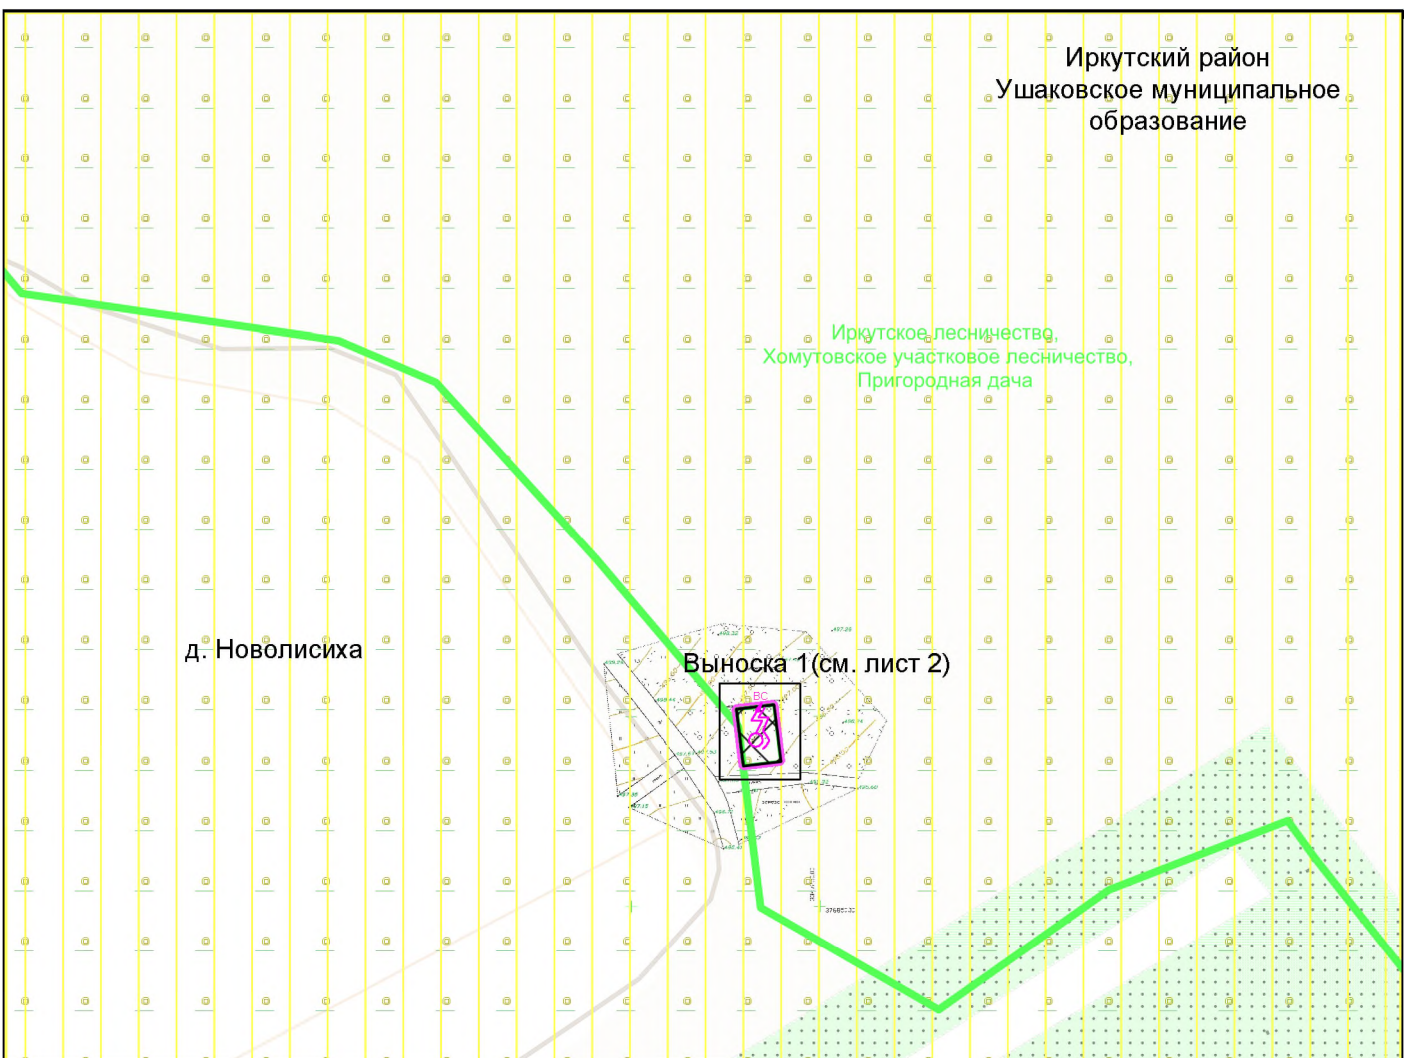 Иркутский район
Ушаковское муниципальное
образование
Иркутское лесничество,
Хомутовское участковое лесничество,
Пригородная дача
д. Новолисиха
Выноска 1(см. лист 2)
ВС